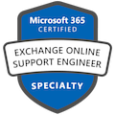 Microsoft 365
CERTIFIED
EXCHANGE ONLINE
SUPPORT ENGINEER
SPECIALTY